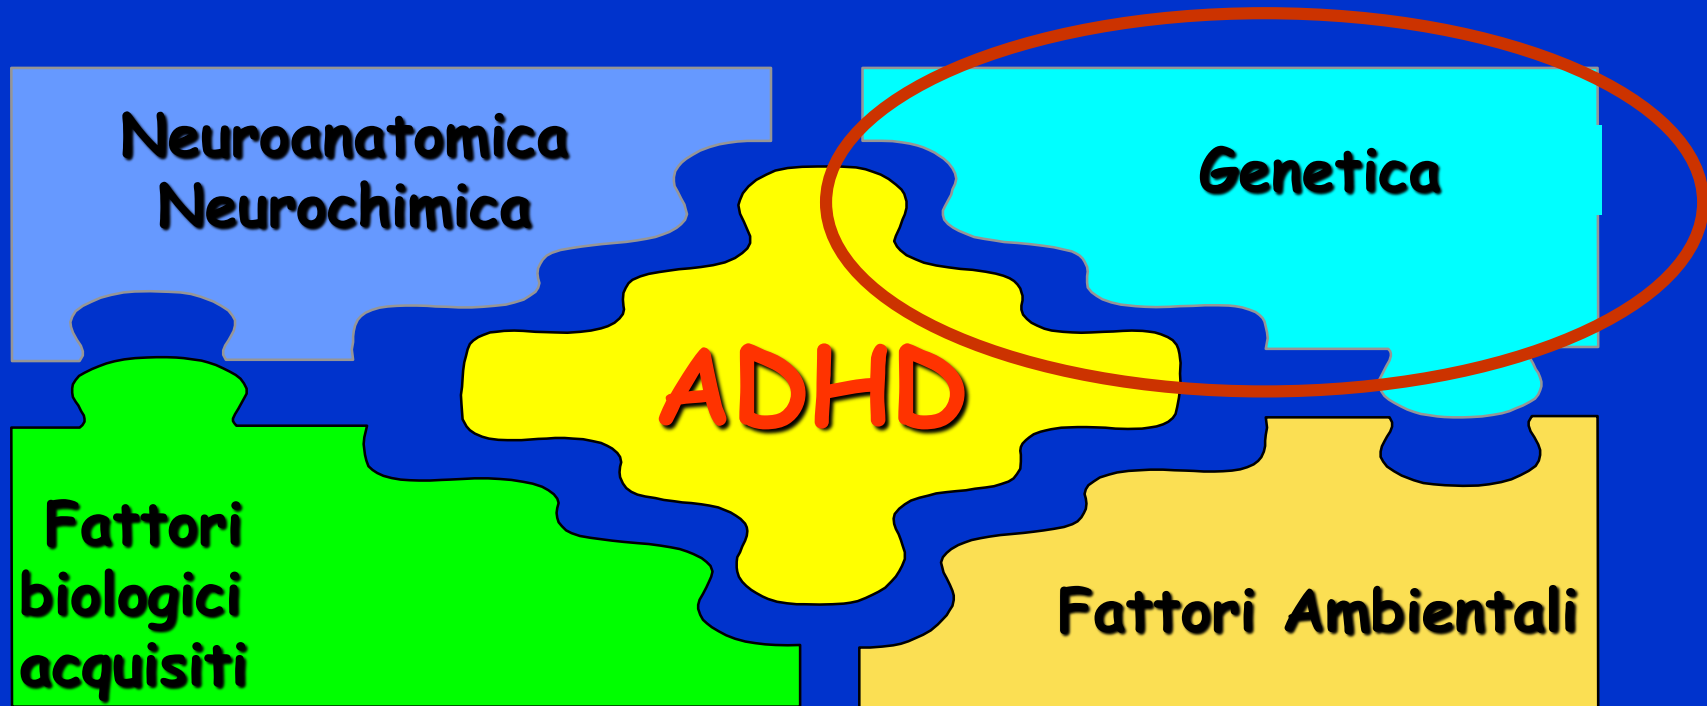 Neuroanatomica
Neurochimica
Genetica
ADHD
Fattori
biologici
acquisiti
Fattori Ambientali